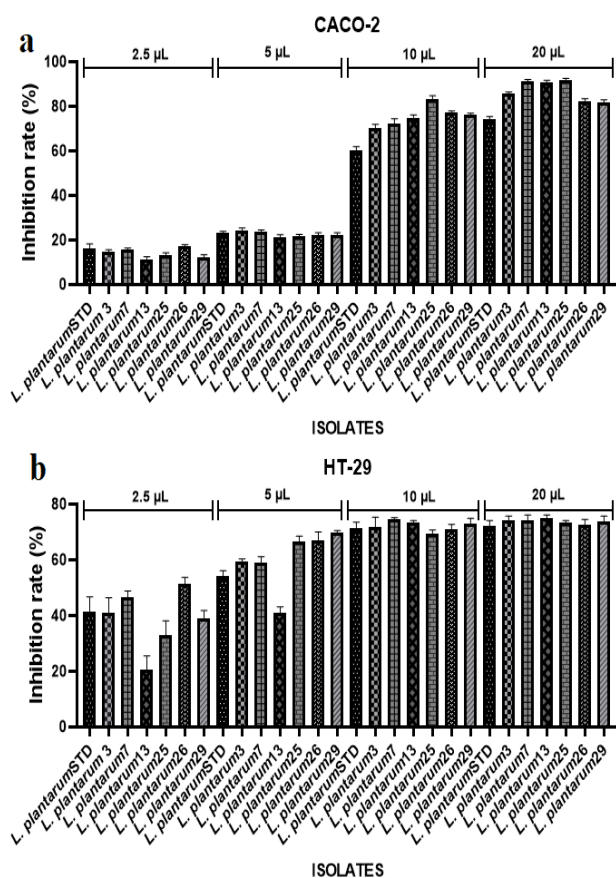 a
CACO-2
2.5 µL 5 µL 10 µL 20 µL
Inhibition rate (%)
100
80
60
40
20
0
L. plantarumSTD
L. plantarum 3
L. plantarum7
L. plantarum13
L. plantarum25
L. plantarum26
L. plantarum29
L. plantarumSTD
L. plantarum3
L. plantarum7
L. plantarum13
L. plantarum25
L. plantarum26
L. plantarum29
L. plantarumSTD
L. plantarum3
L. plantarum7
L. plantarum13
L. plantarum25
L. plantarum26
L. plantarum29
L. plantarumSTD
L. plantarum3
L. plantarum7
L. plantarum13
L. plantarum25
L. plantarum26
L. plantarum29
ISOLATES
b
HT-29
2.5 µL 5 µL 10 µL 20 µL
Inhibition rate (%)
80
60
40
20
0
L. plantarumSTD
L. plantarum 3
L. plantarum7
L. plantarum13
L. plantarum25
L. plantarum26
L. plantarum29
L. plantarumSTD
L. plantarum3
L. plantarum7
L. plantarum13
L. plantarum25
L. plantarum26
L. plantarum29
L. plantarumSTD
L. plantarum3
L. plantarum7
L. plantarum13
L. plantarum25
L. plantarum26
L. plantarum29
L. plantarumSTD
L. plantarum3
L. plantarum7
L. plantarum13
L. plantarum25
L. plantarum26
L. plantarum29
ISOLATES